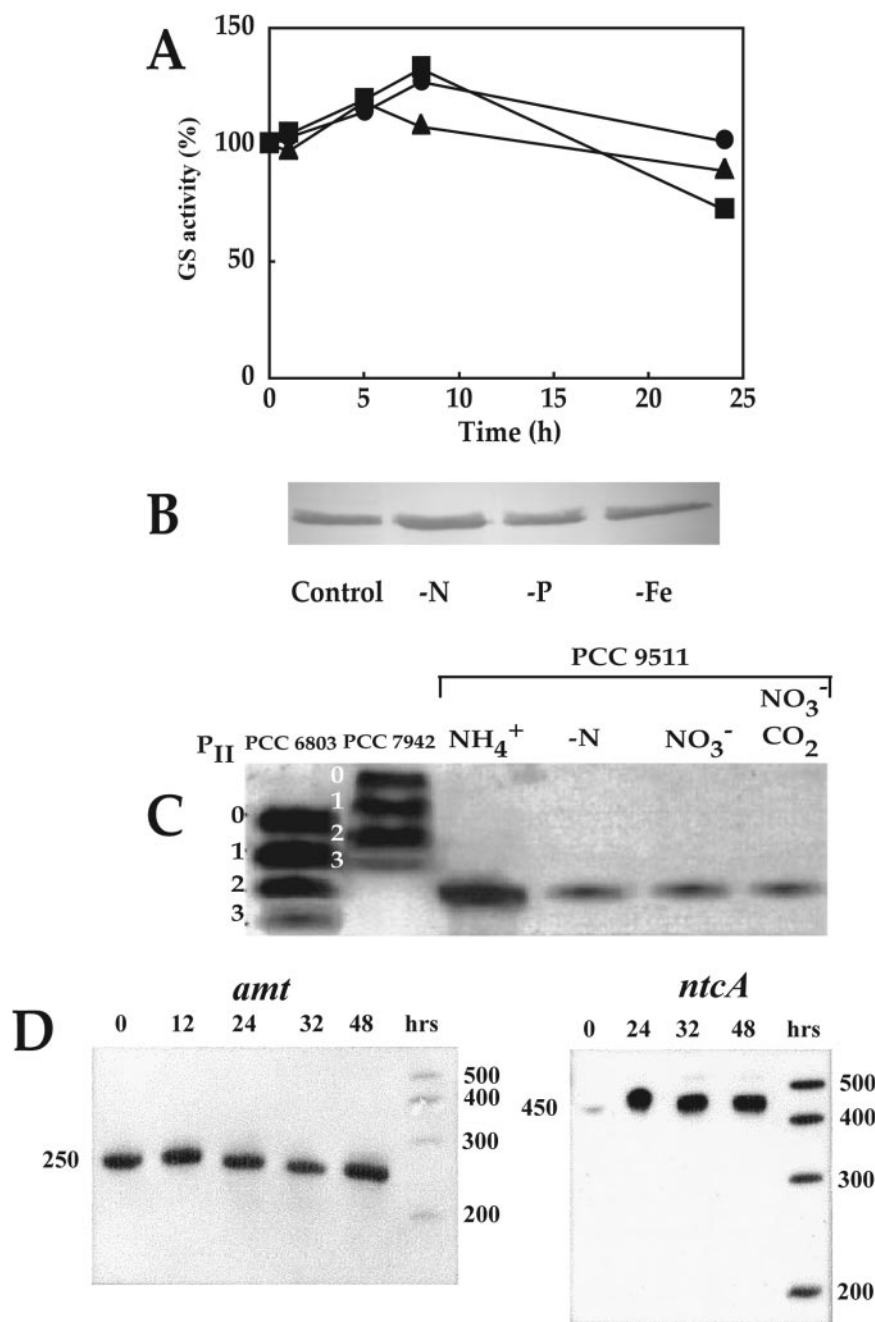 A
150
100
50
0
GS activity (%)
0 5 10 15 20 25
Time (h)
B
Control -N -P -Fe
PCC 9511
P_II PCC 6803 PCC 7942 NH₄⁺ -N NO₃⁻ NO₃⁻ CO₂
C
0
1
2
3
0
1
2
3
D
amt
0 12 24 32 48 hrs
500
400
300
250
200
ntcA
0 24 32 48 hrs
500
450
400
300
200